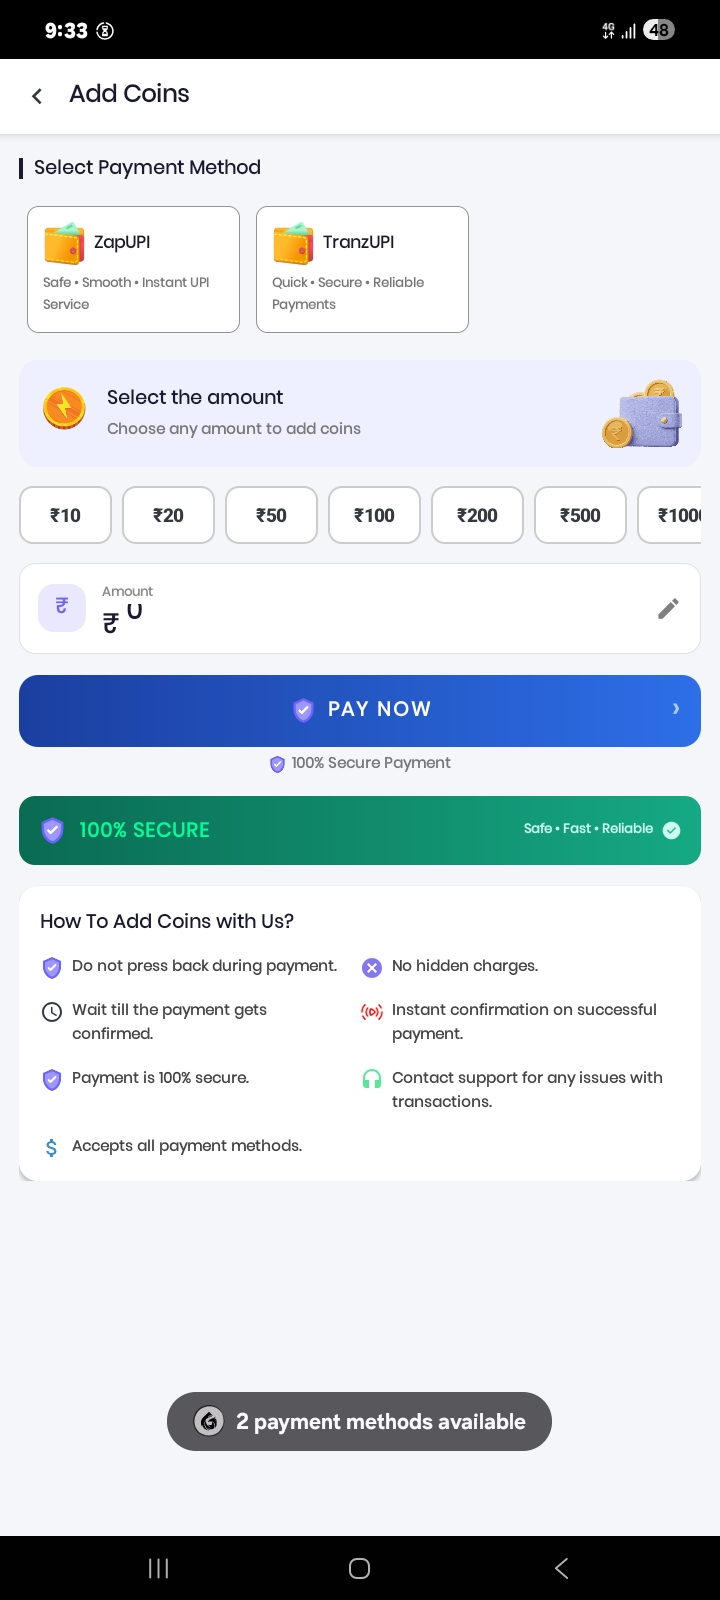 9:33
4G
48
Add Coins
Select Payment Method
ZapUPI
Safe • Smooth • Instant UPI
Service
TranzUPI
Quick • Secure • Reliable
Payments
Select the amount
Choose any amount to add coins
₹10 ₹20 ₹50 ₹100 ₹200 ₹500 ₹1000
₹
Amount
₹ 0
PAY NOW ›
100% Secure Payment
100% SECURE
Safe • Fast • Reliable
How To Add Coins with Us?
Do not press back during payment.
No hidden charges.
Wait till the payment gets
confirmed.
Instant confirmation on successful
payment.
Payment is 100% secure.
Contact support for any issues with
transactions.
$ Accepts all payment methods.
2 payment methods available